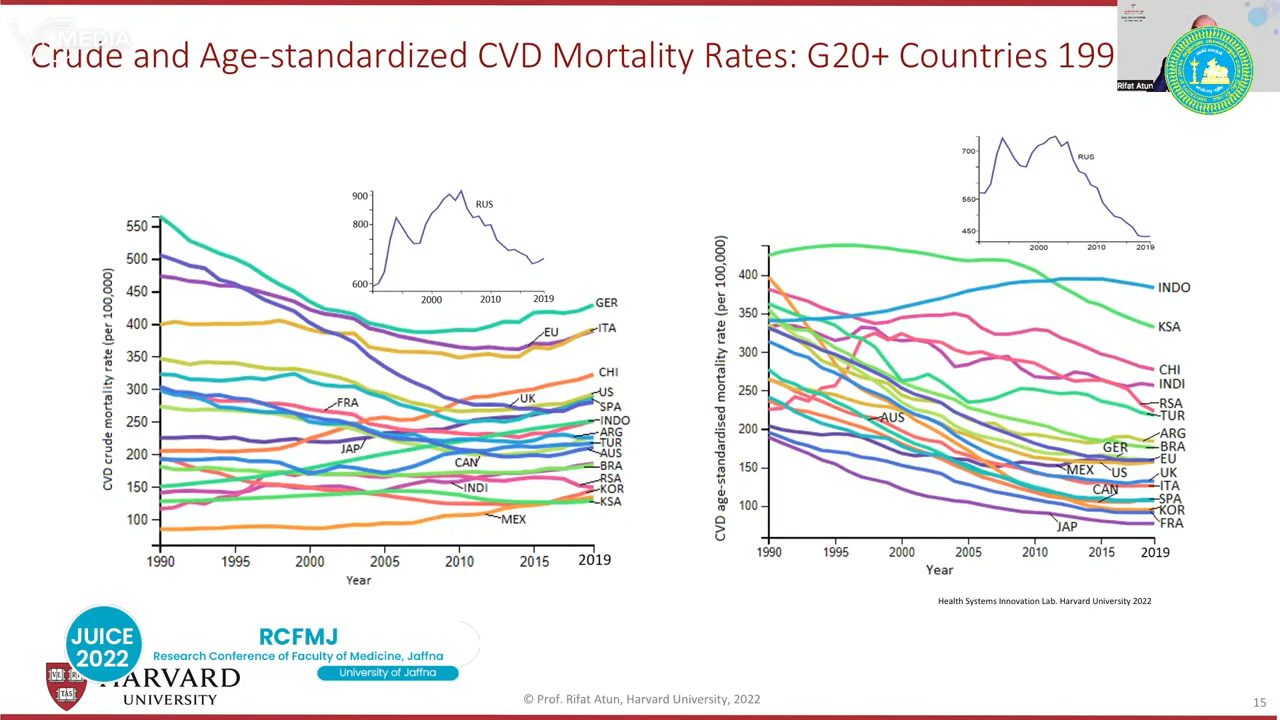 V MEDIA
Crude and Age-standardized CVD Mortality Rates: G20+ Countries 199
Rifat Atun
CVD crude mortality rate (per 100,000)
550
500
450
400
350
300
250
200
150
100
1990
1995
2000
2005
2010
2015
2019
Year
900
800
600
2000
2010
2019
RUS
GER
ITA
EU
CHI
US
UK
SPA
FRA
INDO
ARG
JAP
TUR
AUS
CAN
BRA
RSA
INDI
KOR
KSA
MEX
CVD age-standardised mortality rate (per 100,000)
400
350
300
250
200
150
100
1990
1995
2000
2005
2010
2015
2019
Year
700
550
450
2000
2010
2019
RUS
INDO
KSA
CHI
INDI
RSA
TUR
AUS
ARG
GER
BRA
EU
MEX
US
UK
CAN
ITA
SPA
KOR
JAP
FRA
Health Systems Innovation Lab. Harvard University 2022
JUICE
2022
RCFMJ
Research Conference of Faculty of Medicine, Jaffna
University of Jaffna
VE RI
TAS
HARVARD
UNIVERSITY
© Prof. Rifat Atun, Harvard University, 2022
15